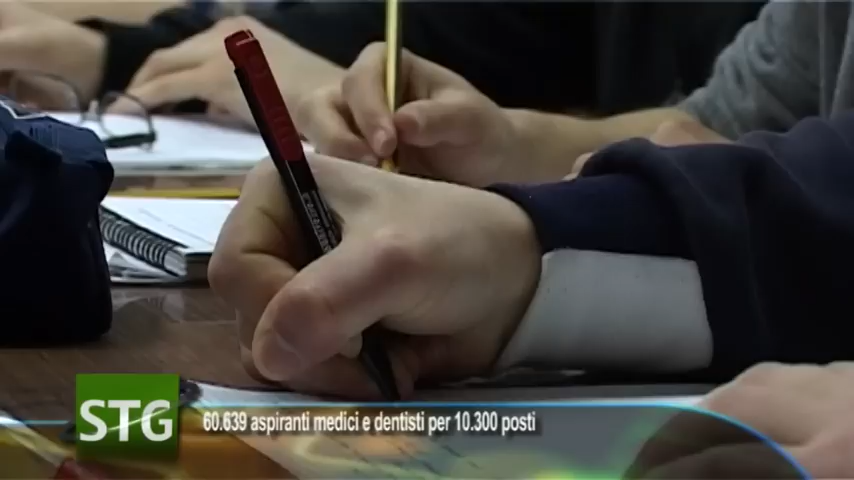 STG
60.639 aspiranti medici e dentisti per 10.300 posti